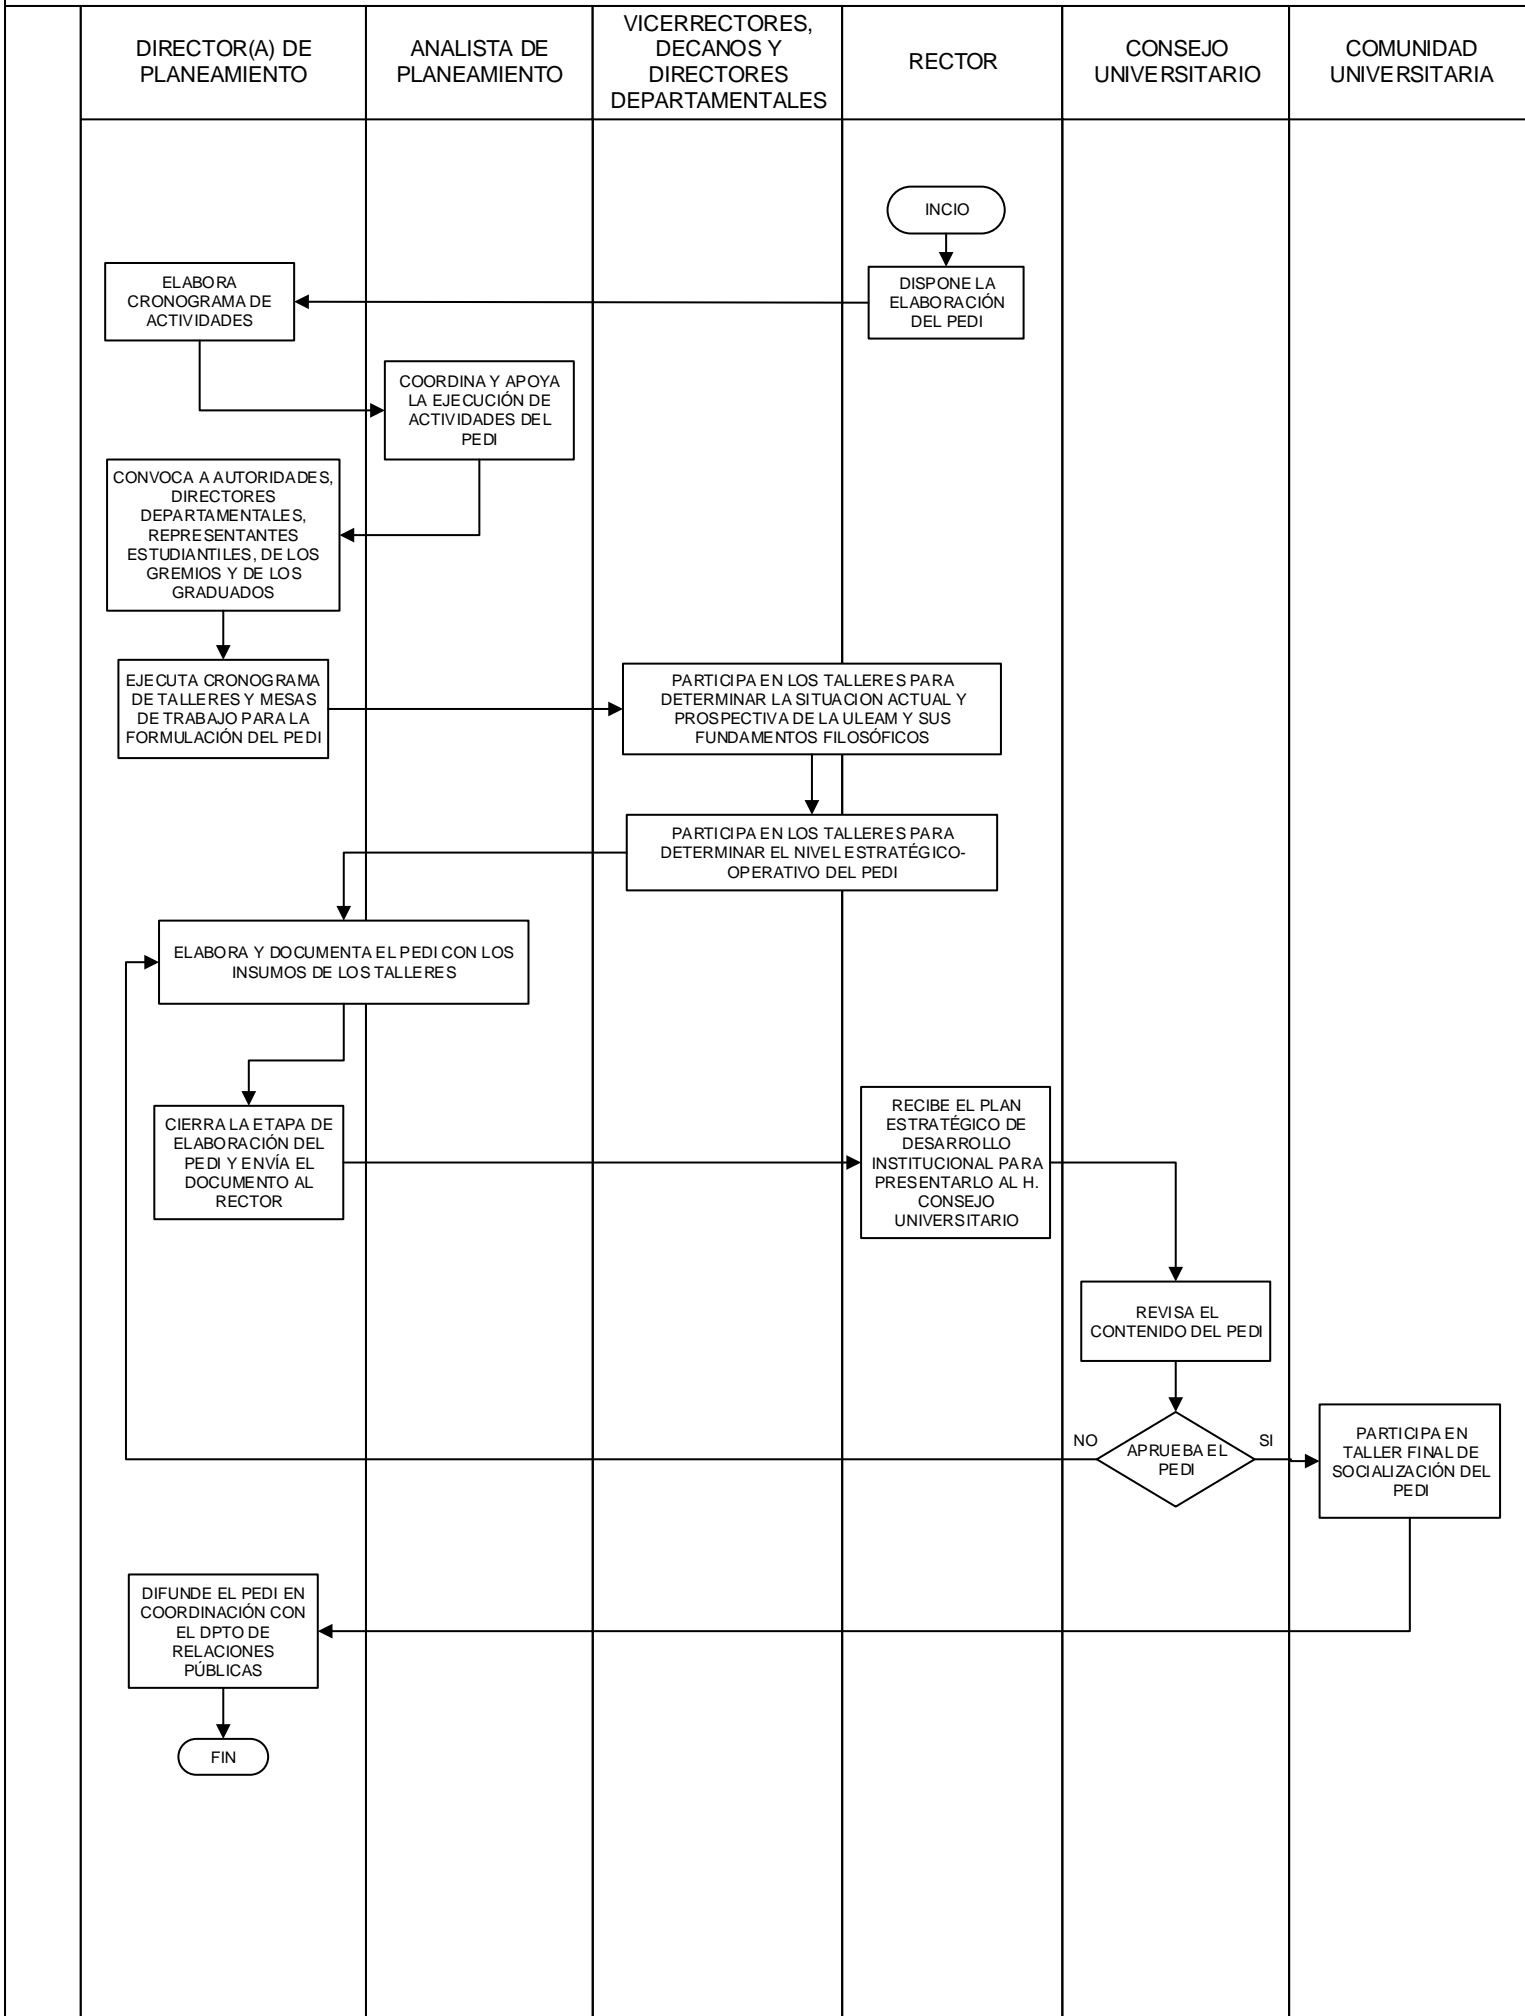 DIRECTOR(A) DE
PLANEAMIENTO
ANALISTA DE
PLANEAMIENTO
VICERRECTORES,
DECANOS Y
DIRECTORES
DEPARTAMENTALES
RECTOR
CONSEJO
UNIVERSITARIO
COMUNIDAD
UNIVERSITARIA
INCIO
DISPONE LA
ELABORACIÓN
DEL PEDI
ELABORA
CRONOGRAMA DE
ACTIVIDADES
COORDINA Y APOYA
LA EJECUCIÓN DE
ACTIVIDADES DEL
PEDI
CONVOCA A AUTORIDADES,
DIRECTORES
DEPARTAMENTALES,
REPRESENTANTES
ESTUDIANTILES, DE LOS
GREMIOS Y DE LOS
GRADUADOS
EJECUTA CRONOGRAMA
DE TALLERES Y MESAS
DE TRABAJO PARA LA
FORMULACIÓN DEL PEDI
PARTICIPA EN LOS TALLERES PARA
DETERMINAR LA SITUACION ACTUAL Y
PROSPECTIVA DE LA ULEAM Y SUS
FUNDAMENTOS FILOSÓFICOS
PARTICIPA EN LOS TALLERES PARA
DETERMINAR EL NIVEL ESTRATÉGICO-
OPERATIVO DEL PEDI
ELABORA Y DOCUMENTA EL PEDI CON LOS
INSUMOS DE LOS TALLERES
CIERRA LA ETAPA DE
ELABORACIÓN DEL
PEDI Y ENVÍA EL
DOCUMENTO AL
RECTOR
RECIBE EL PLAN
ESTRATÉGICO DE
DESARROLLO
INSTITUCIONAL PARA
PRESENTARLO AL H.
CONSEJO
UNIVERSITARIO
REVISA EL
CONTENIDO DEL PEDI
NO
APRUEBA EL
PEDI
SI
PARTICIPA EN
TALLER FINAL DE
SOCIALIZACIÓN DEL
PEDI
DIFUNDE EL PEDI EN
COORDINACIÓN CON
EL DPTO DE
RELACIONES
PÚBLICAS
FIN